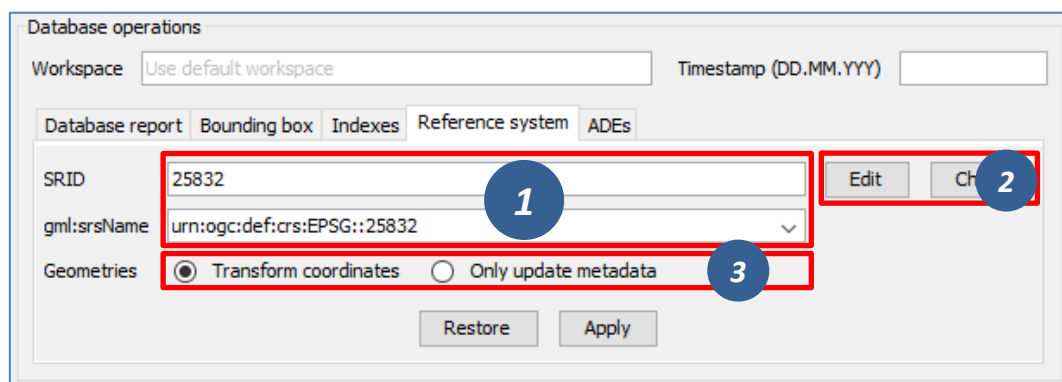 Database operations
Workspace Use default workspace Timestamp (DD.MM.YYY)
Database report Bounding box Indexes Reference system ADEs
SRID 25832 Edit 2
gml:srsName urn:ogc:def:crs:EPSG::25832 1
Geometries Transform coordinates Only update metadata 3
Restore Apply